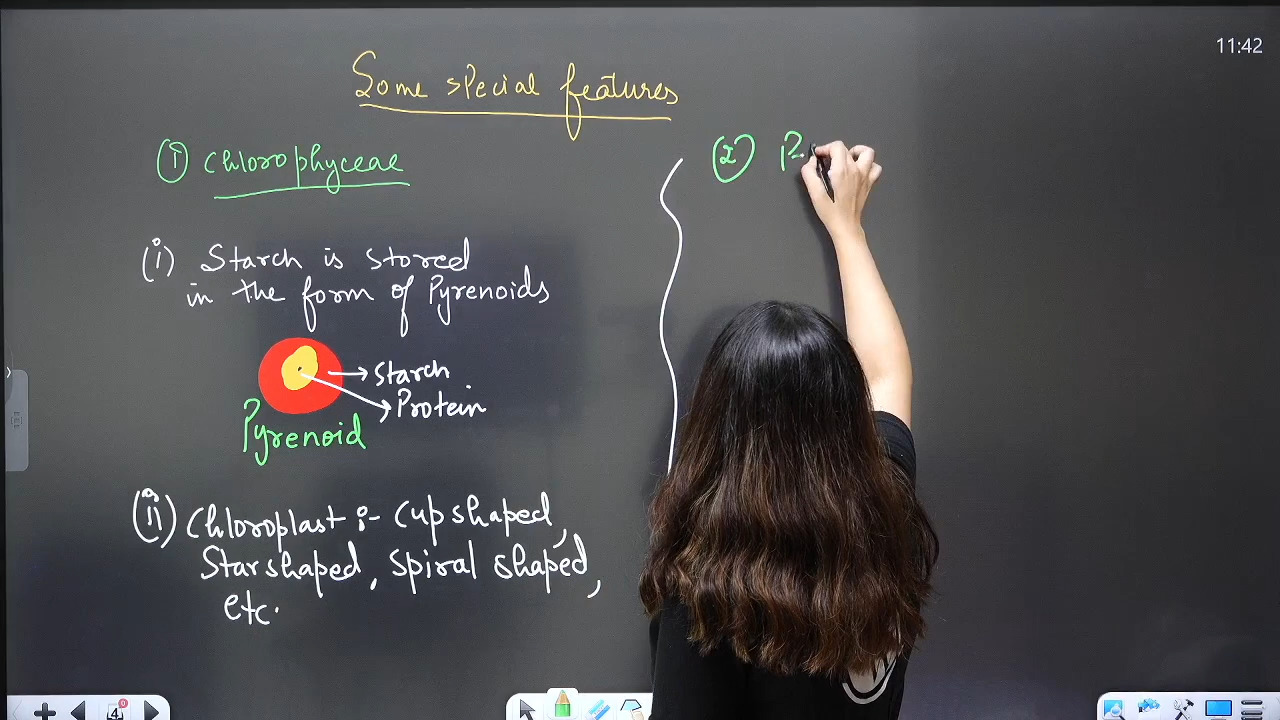 Some special features
① Chlorophyceae
(i) Starch is stored
in the form of Pyrenoids
→ Starch
→ Protein
Pyrenoid
(ii) Chloroplast :- Cup shaped,
Star shaped, spiral shaped,
etc.
② P
11:42
4